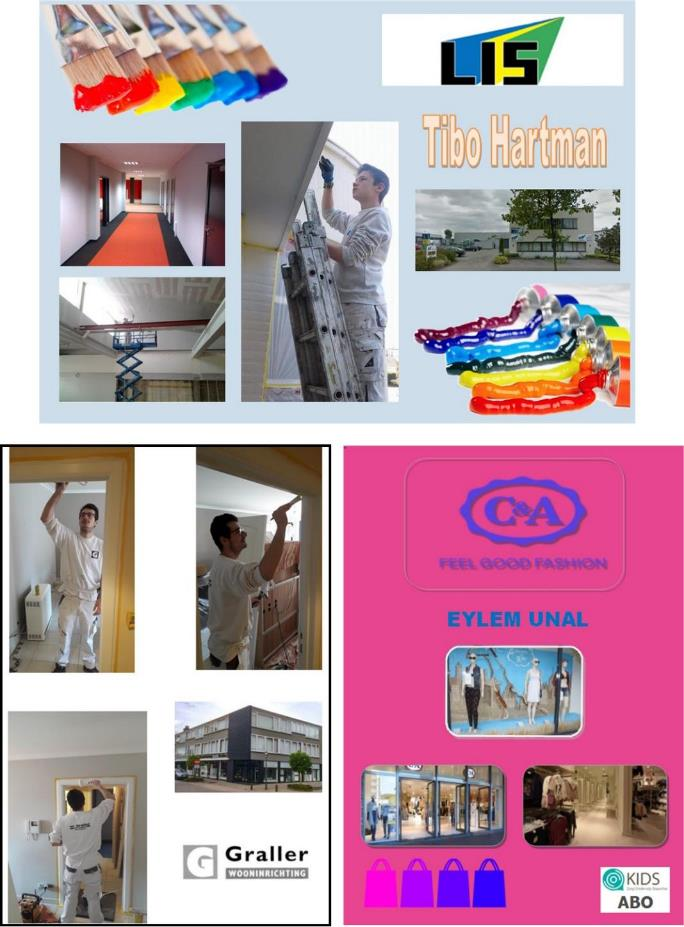 LIS
Tibo Hartman
C&A
FEEL GOOD FASHION
EYLEM UNAL
G Graller
WOONINRICHTING
KIDS
ABO